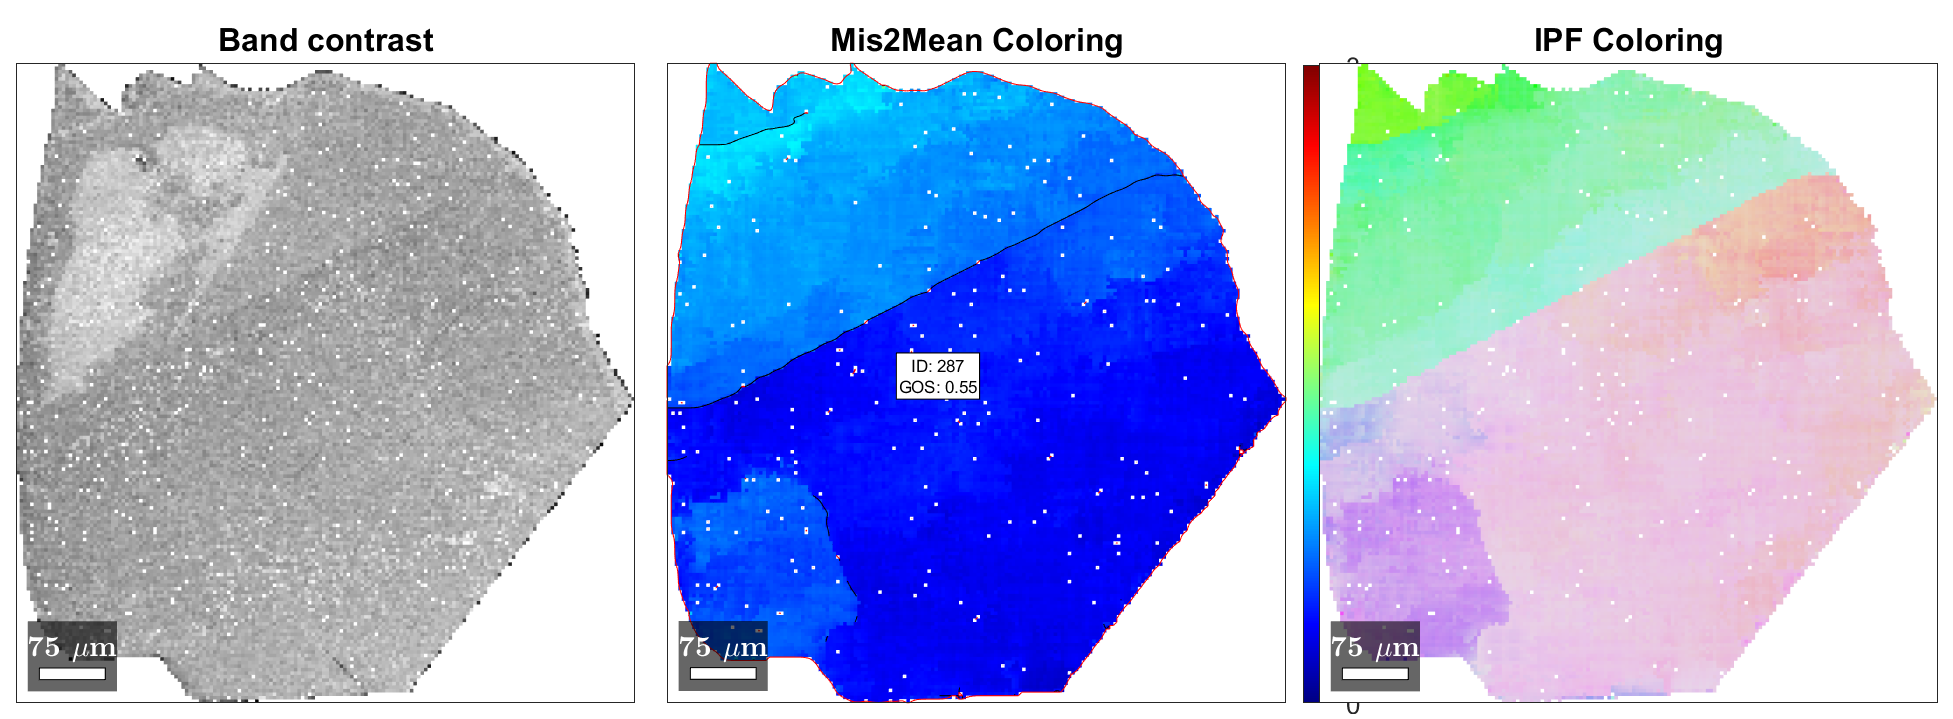 Band contrast
Mis2Mean Coloring
IPF Coloring
ID: 287
GOS: 0.55
75 μm
75 μm
75 μm
0